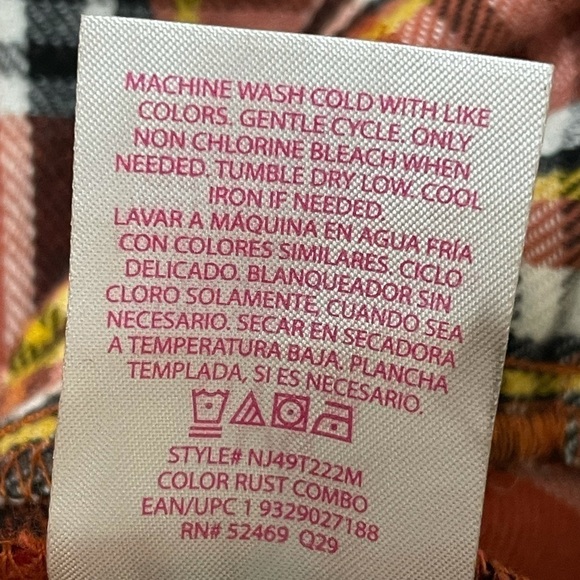 MACHINE WASH COLD WITH LIKE
COLORS. GENTLE CYCLE. ONLY
NON CHLORINE BLEACH WHEN
NEEDED. TUMBLE DRY LOW. COOL
IRON IF NEEDED.
LAVAR A MÁQUINA EN AGUA FRÍA
CON COLORES SIMILARES. CICLO
DELICADO. BLANQUEADOR SIN
CLORO SOLAMENTE, CUANDO SEA
NECESARIO. SECAR EN SECADORA
A TEMPERATURA BAJA. PLANCHA
TEMPLADA, SI ES NECESARIO.
STYLE# NJ49T222M
COLOR RUST COMBO
EAN/UPC 1 9329027188
RN# 52469 Q29